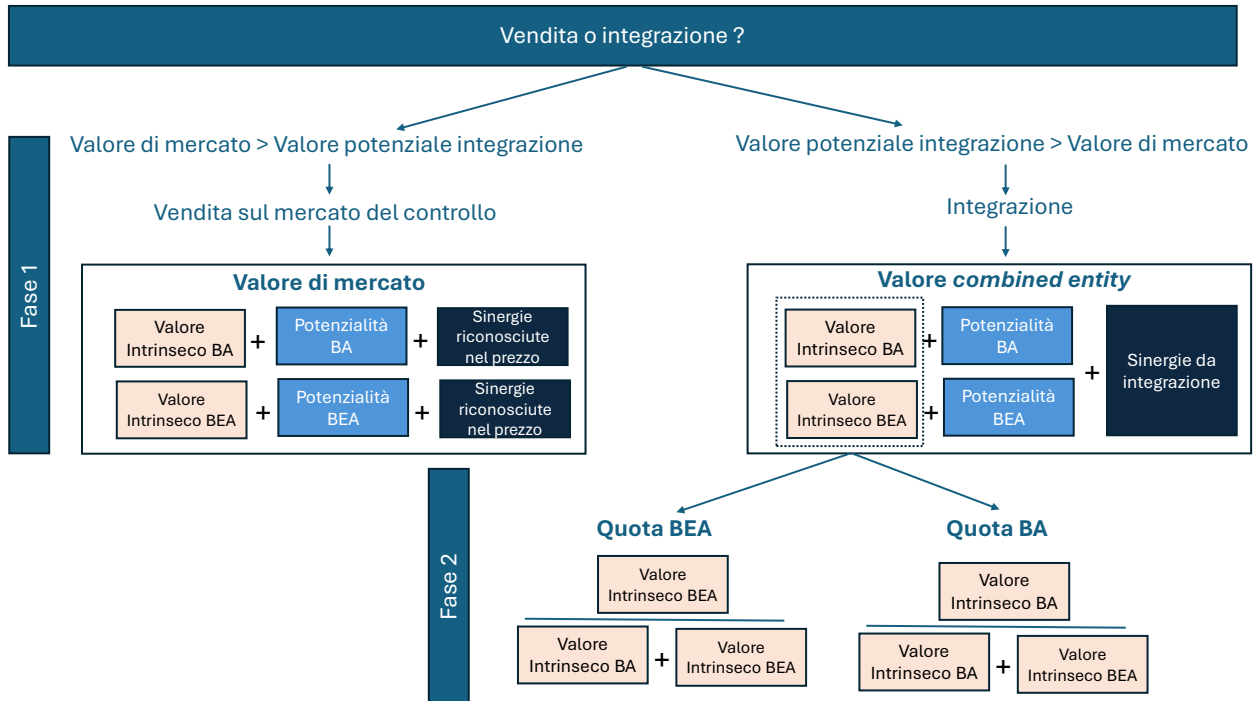 Vendita o integrazione ?
Fase 1
Valore di mercato > Valore potenziale integrazione
Vendita sul mercato del controllo
Valore di mercato
Valore
Intrinseco BA
+
Potenzialità
BA
+
Sinergie
riconosciute
nel prezzo
Valore
Intrinseco BEA
+
Potenzialità
BEA
+
Sinergie
riconosciute
nel prezzo
Valore potenziale integrazione > Valore di mercato
Integrazione
Valore combined entity
Valore
Intrinseco BA
+
Potenzialità
BA
Valore
Intrinseco BEA
+
Potenzialità
BEA
+
Sinergie da
integrazione
Fase 2
Quota BEA
Valore
Intrinseco BEA
Valore
Intrinseco BA
+
Valore
Intrinseco BEA
Quota BA
Valore
Intrinseco BA
Valore
Intrinseco BA
+
Valore
Intrinseco BEA